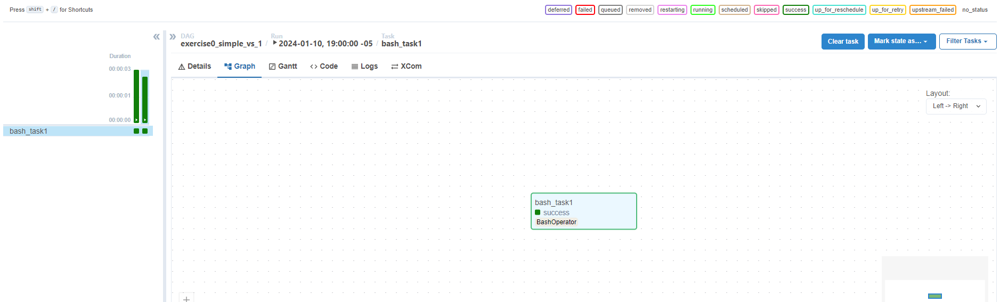 Press shift + / for Shortcuts
deferred failed queued removed restarting running scheduled skipped success up_for_reschedule up_for_retry upstream_failed no_status
DAG
exercise0_simple_vs_1 /
Run
2024-01-10, 19:00:00 -05 /
Task
bash_task1
Clear task
Mark state as…
Filter Tasks
Details
Graph
Gantt
Code
Logs
XCom
Duration
00:00:03
00:00:01
00:00:00
bash_task1
Layout:
Left -> Right
bash_task1
success
BashOperator